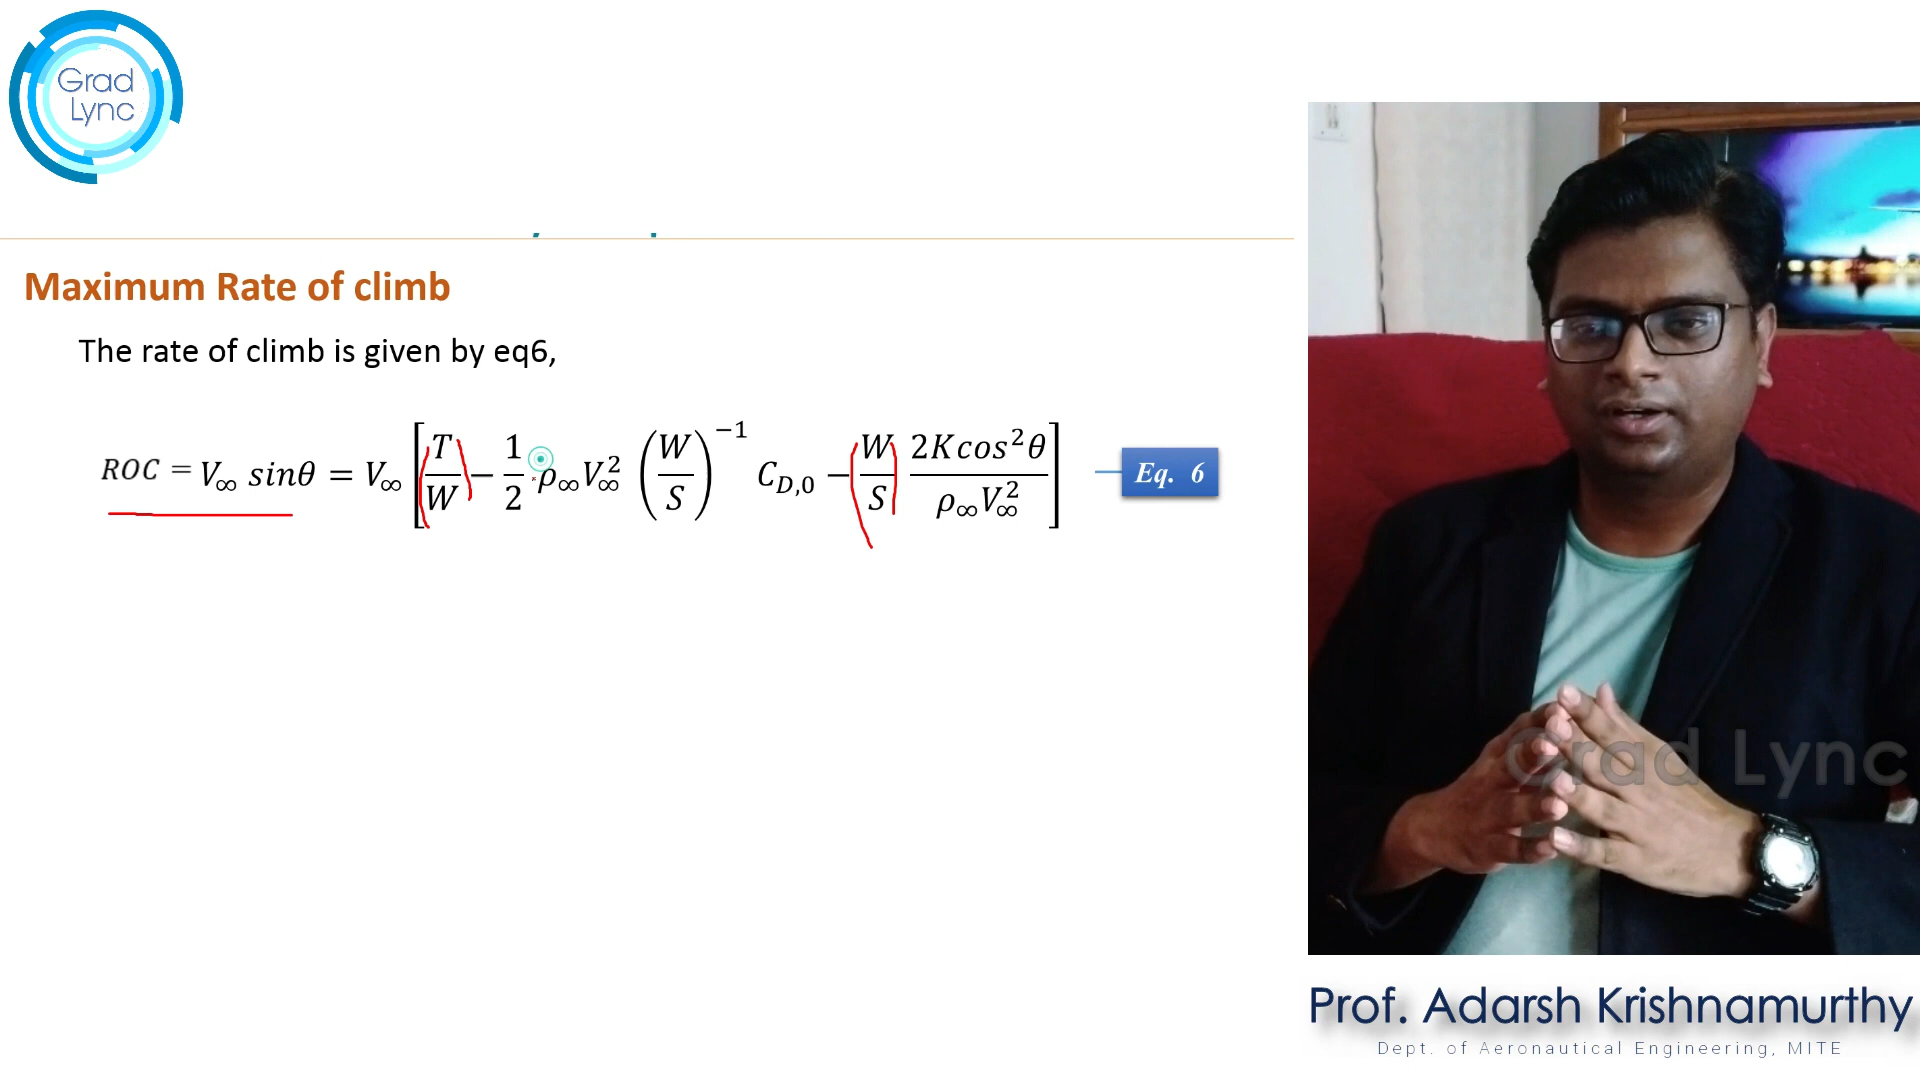 Grad
Lync
Maximum Rate of climb
The rate of climb is given by eq6,
ROC = V∞ sinθ = V∞ [T/W − 1/2 ρ∞V∞² (W/S)⁻¹ C_D,0 − W/S 2Kcos²θ/ρ∞V∞²]
Eq. 6
Grad Lync
Prof. Adarsh Krishnamurthy
Dept. of Aeronautical Engineering, MITE